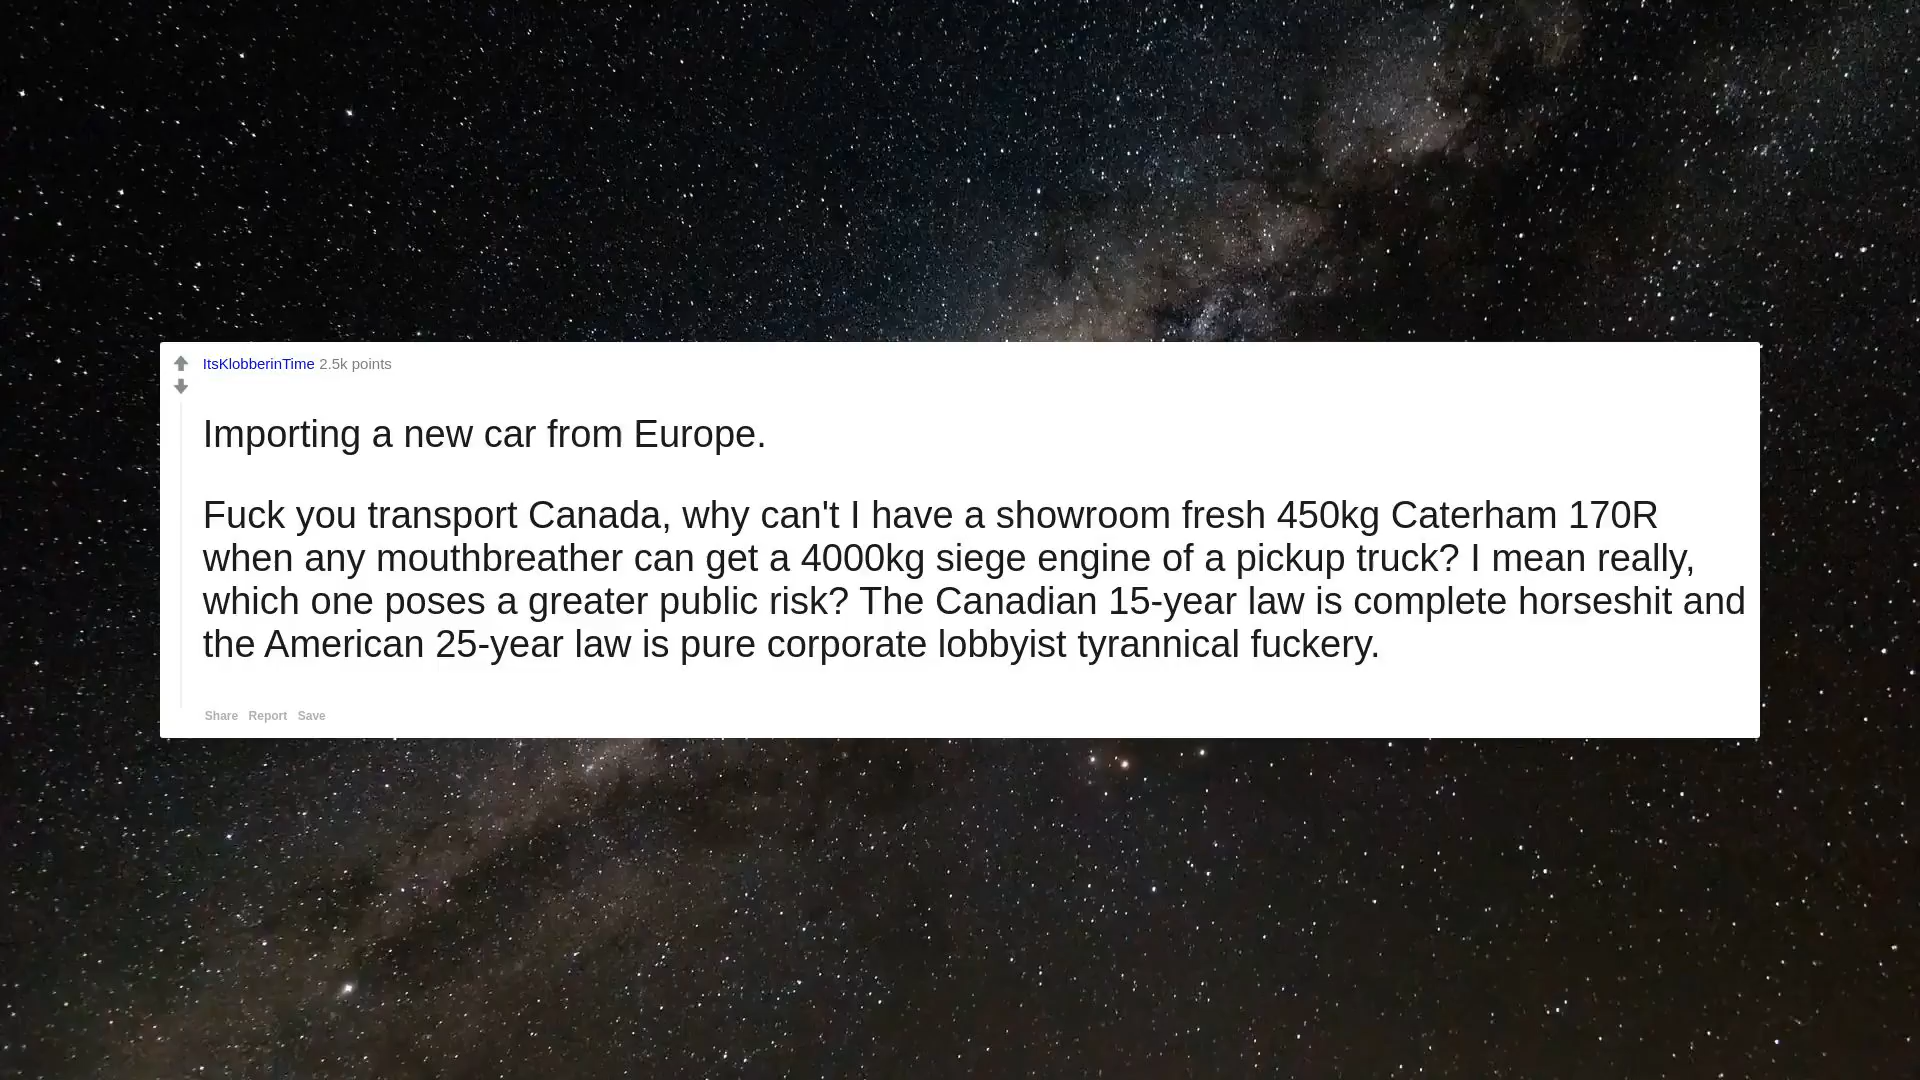 ItsKlobberinTime 2.5k points
Importing a new car from Europe.
Fuck you transport Canada, why can't I have a showroom fresh 450kg Caterham 170R
when any mouthbreather can get a 4000kg siege engine of a pickup truck? I mean really,
which one poses a greater public risk? The Canadian 15-year law is complete horseshit and
the American 25-year law is pure corporate lobbyist tyrannical fuckery.
Share Report Save